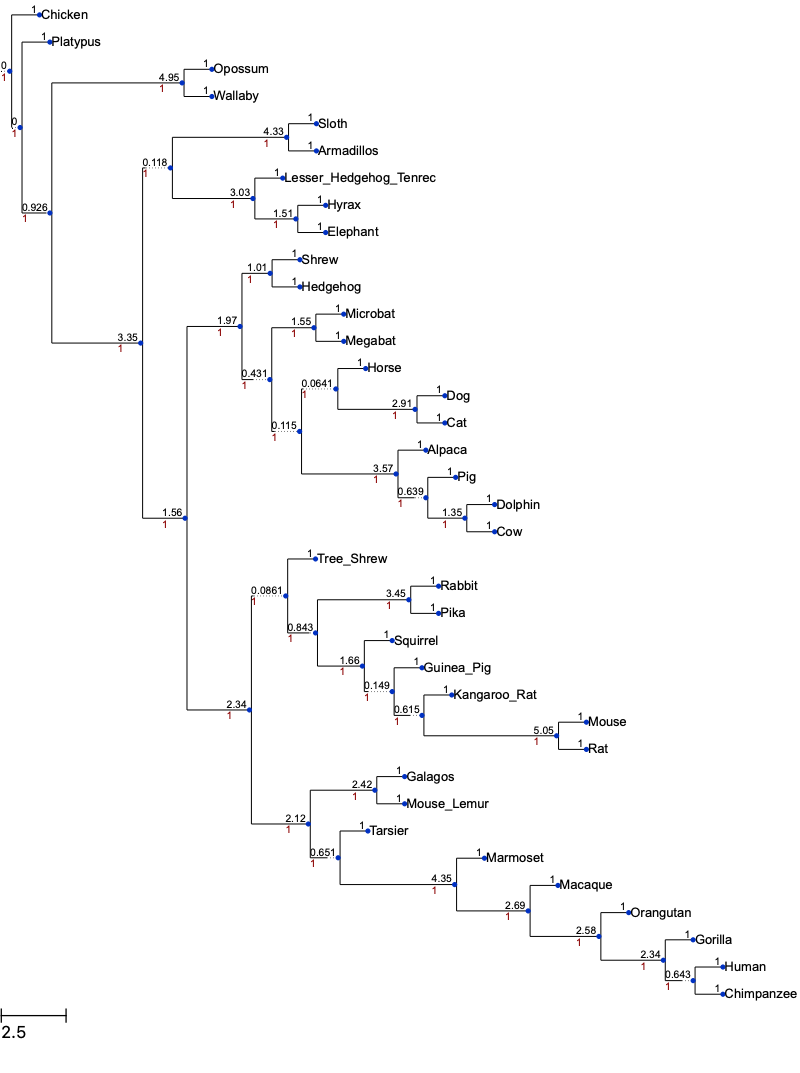 1 Chicken
1 Platypus
0
1
1 Opossum
4.95
1
1 Wallaby
1 Sloth
0
1
4.33
1
1 Armadillos
0.118
1
1 Lesser_Hedgehog_Tenrec
3.03
1
1 Hyrax
0.926
1
1.51
1
1 Elephant
1 Shrew
1.01
1
1 Hedgehog
1 Microbat
1.97
1
1.55
1
1 Megabat
3.35
1
1 Horse
0.431
1
0.0641
1
1 Dog
2.91
1
1 Cat
0.115
1
1 Alpaca
3.57
1
1 Pig
0.639
1
1 Dolphin
1.56
1
1.35
1
1 Cow
1 Tree_Shrew
1 Rabbit
0.0861
1
3.45
1
1 Pika
0.843
1
1 Squirrel
1.66
1
1 Guinea_Pig
0.149
1
1 Kangaroo_Rat
2.34
1
0.615
1
1 Mouse
5.05
1
1 Rat
1 Galagos
2.42
1
1 Mouse_Lemur
2.12
1
1 Tarsier
0.651
1
1 Marmoset
4.35
1
1 Macaque
2.69
1
1 Orangutan
2.58
1
1 Gorilla
2.34
1
1 Human
0.643
1
1 Chimpanzee
2.5